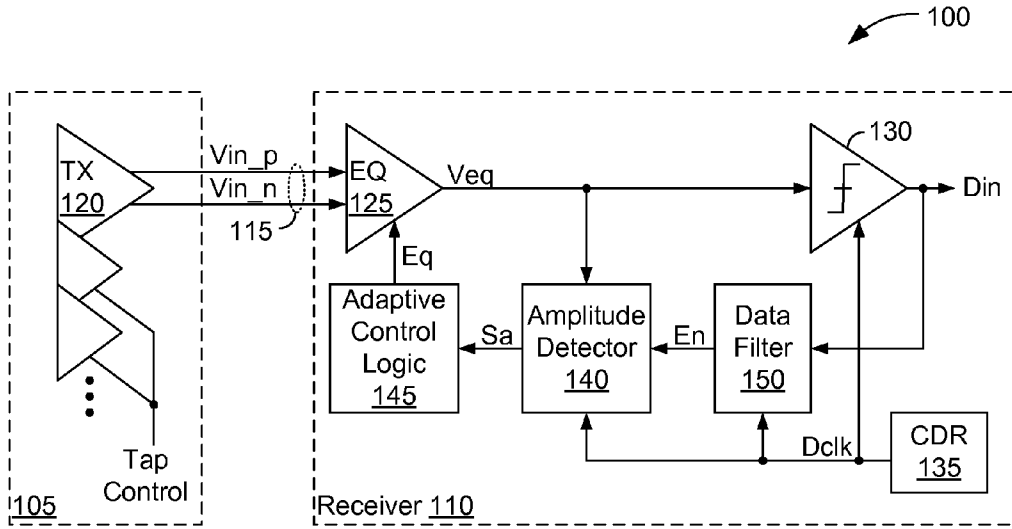 100
TX
120
Vin_p
Vin_n
115
EQ
125
Veq
130
Din
Eq
Adaptive
Control
Logic
145
Sa
Amplitude
Detector
140
En
Data
Filter
150
Dclk
CDR
135
Tap
Control
105
Receiver 110